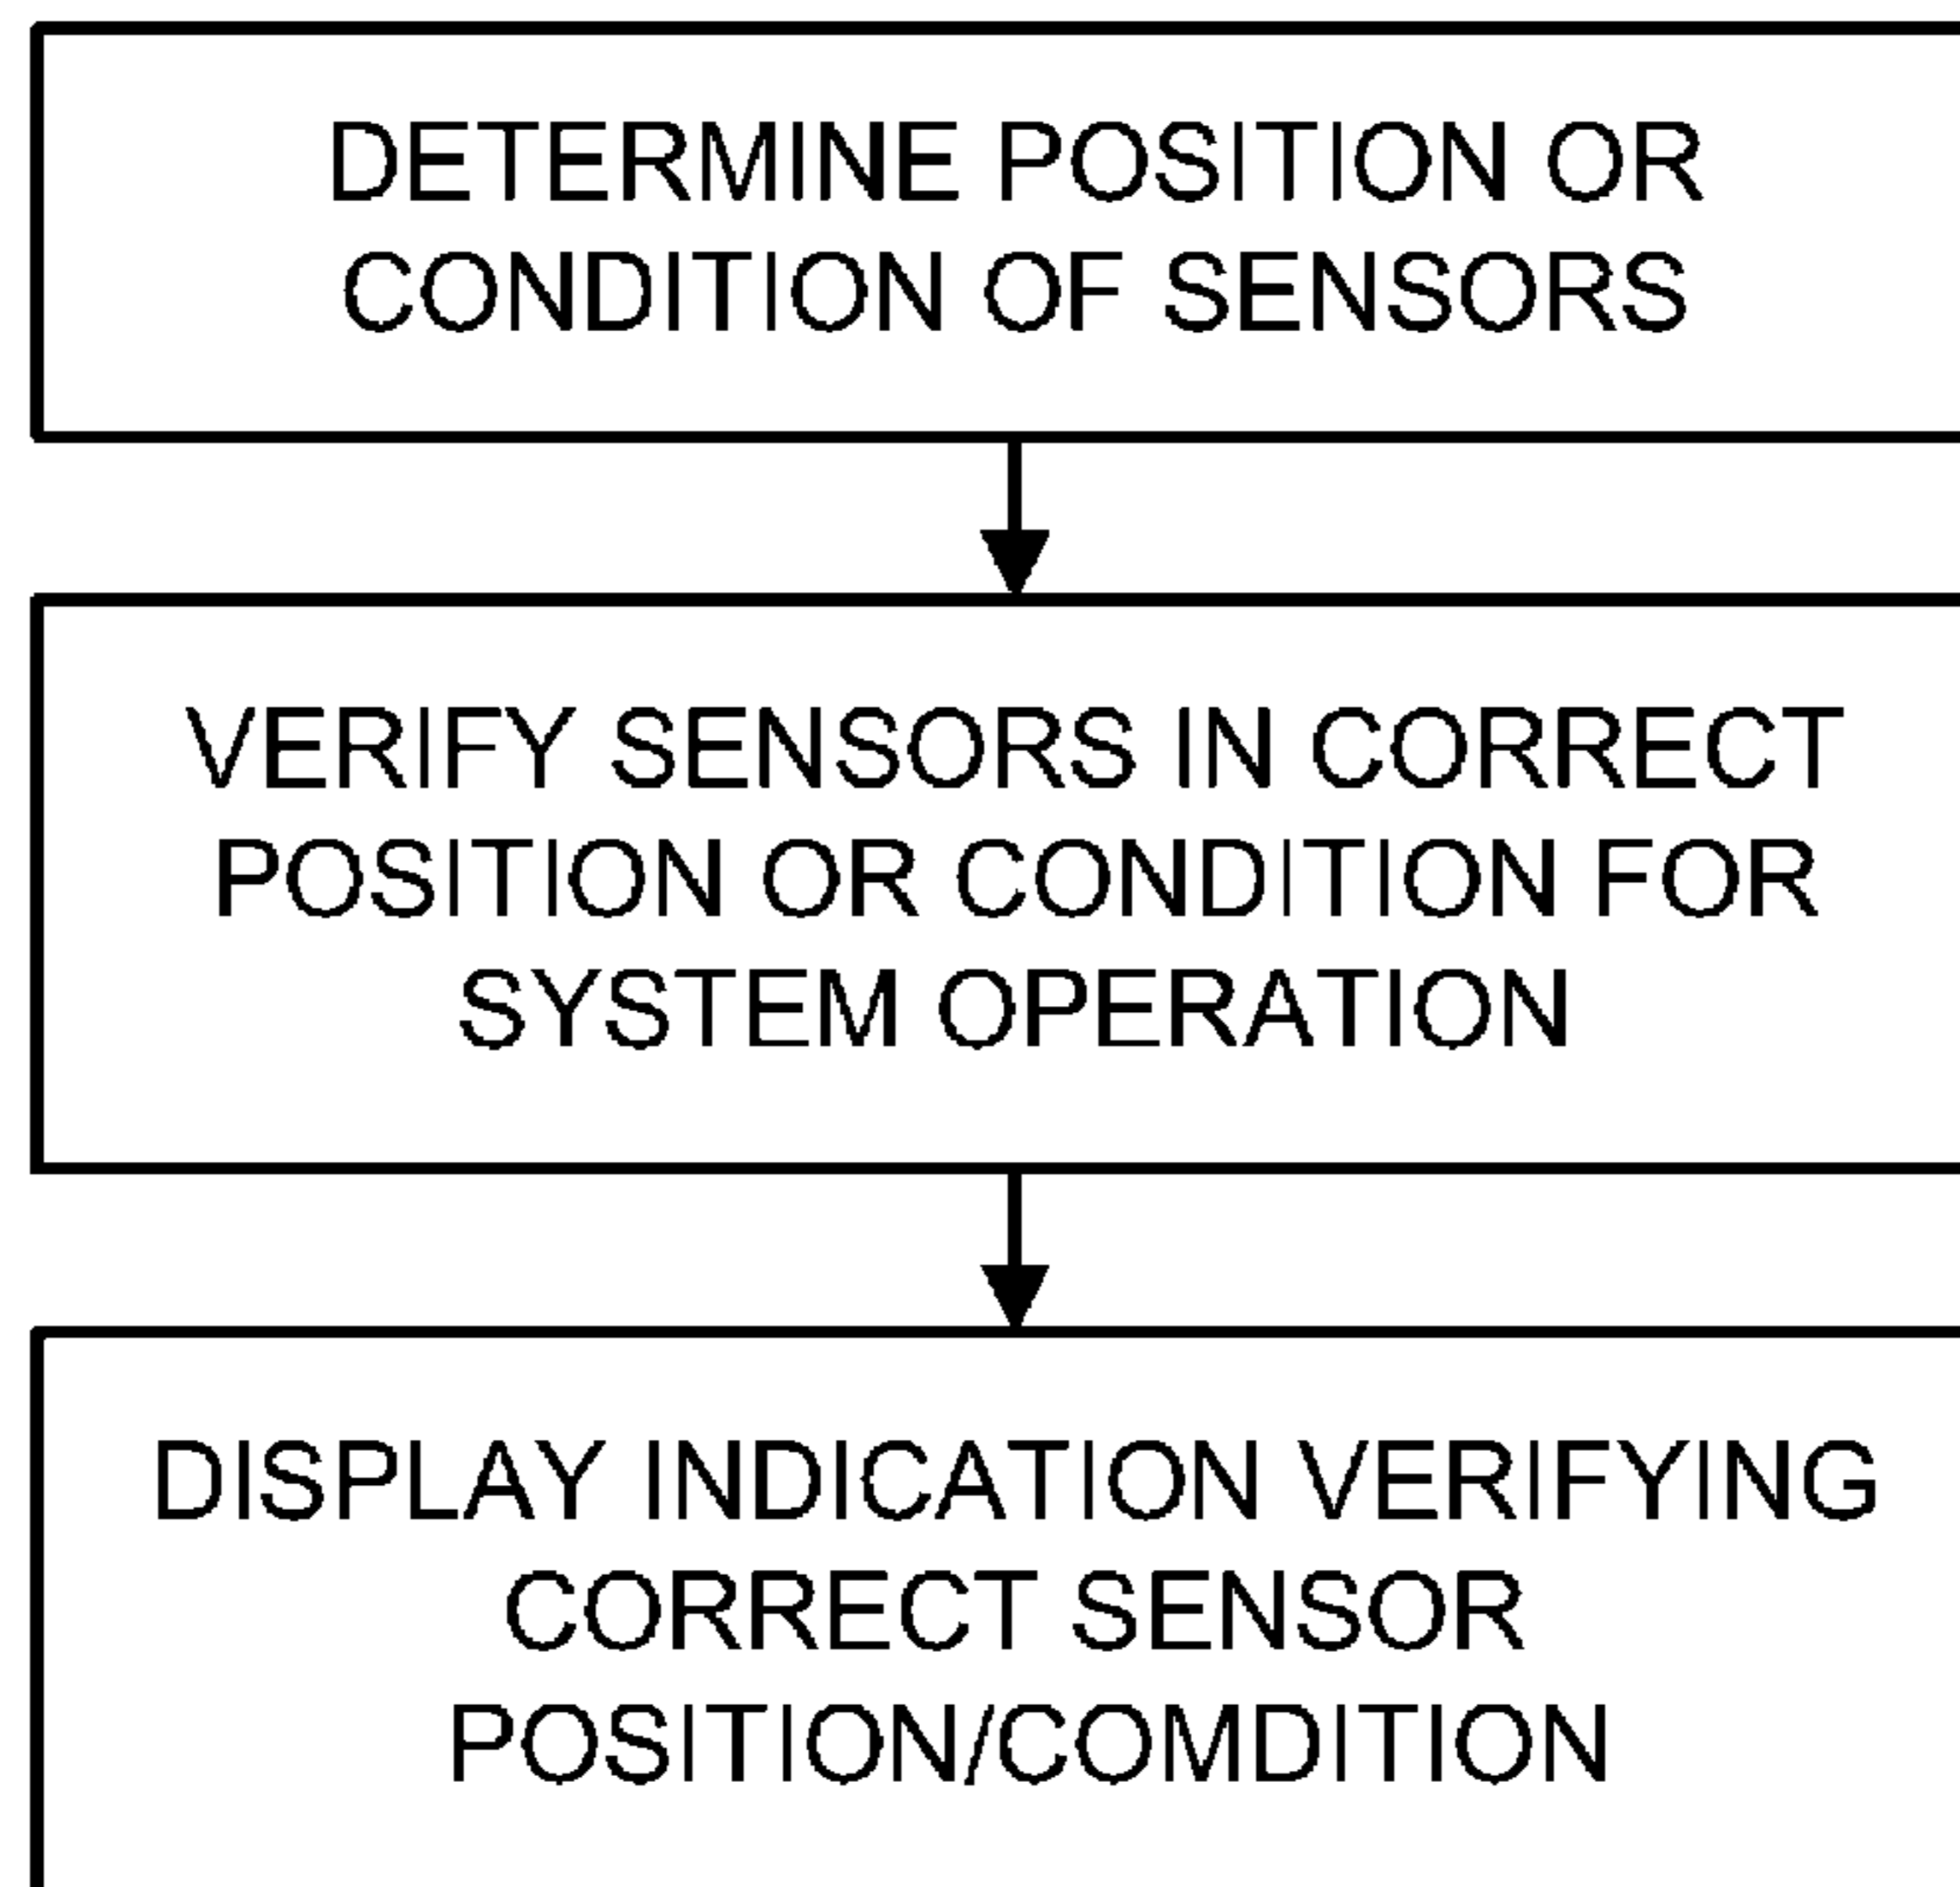 DETERMINE POSITION OR
CONDITION OF SENSORS
VERIFY SENSORS IN CORRECT
POSITION OR CONDITION FOR
SYSTEM OPERATION
DISPLAY INDICATION VERIFYING
CORRECT SENSOR
POSITION/COMDITION